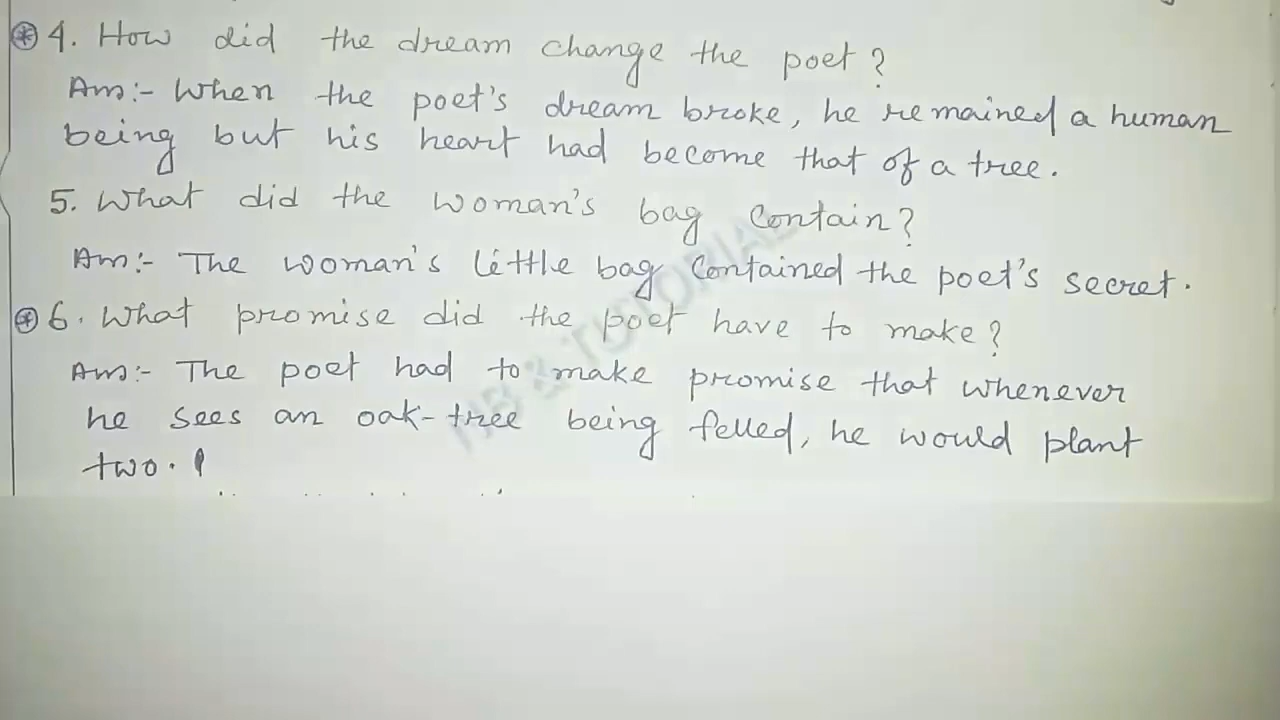 ⊛ 4. How did the dream change the poet?
Ans:- When the poet's dream broke, he remained a human
being but his heart had become that of a tree.
5. What did the woman's bag contain?
Ans:- The woman's little bag contained the poet's secret.
⊛ 6. What promise did the poet have to make?
Ans:- The poet had to make promise that whenever
he sees an oak-tree being felled, he would plant
two.
& TUTORIAL